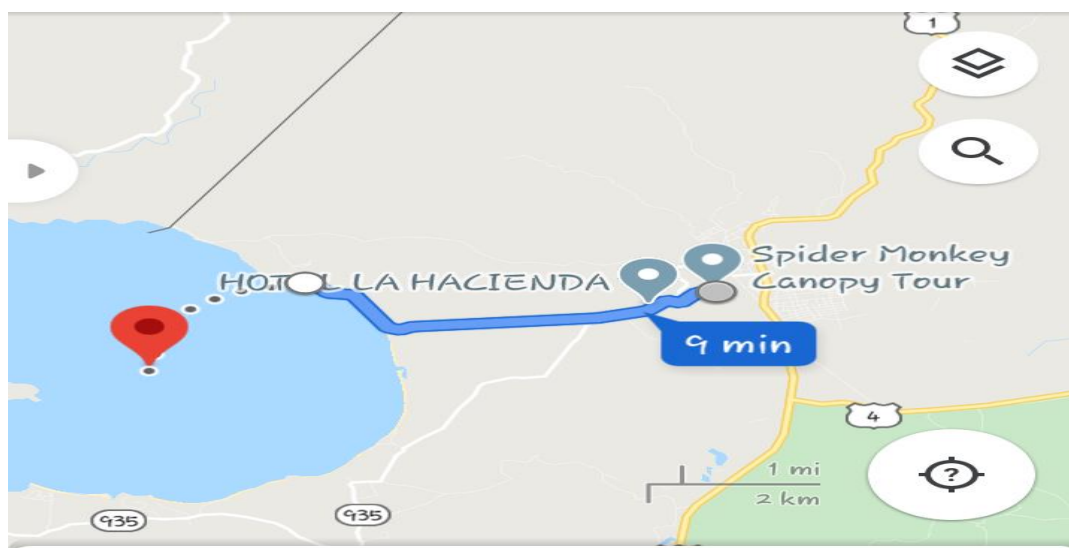 1
HOTEL LA HACIENDA
Spider Monkey
Canopy Tour
9 min
4
?
1 mi
2 km
935
935